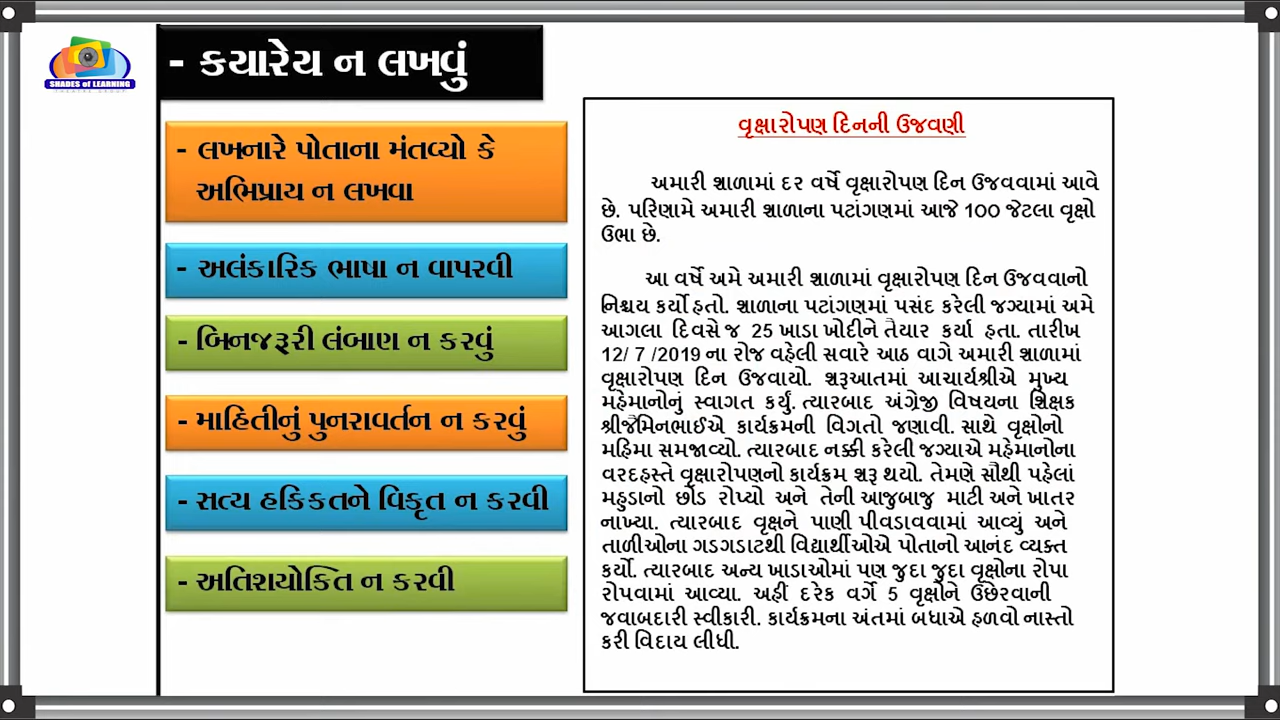 SHADES of LEARNING
THEATRE GROUP
- કયારેય ન લખવું
- લખનારે પોતાના મંતવ્યો કે
અભિપ્રાય ન લખવા
- અલંકારિક ભાષા ન વાપરવી
- બિનજરૂરી લંબાણ ન કરવું
- માહિતીનું પુનરાવર્તન ન કરવું
- સત્ય હકિકતને વિકૃત ન કરવી
- અતિશયોક્તિ ન કરવી
વૃક્ષારોપણ દિનની ઉજવણી
અમારી શાળામાં દર વર્ષે વૃક્ષારોપણ દિન ઉજવવામાં આવે
છે. પરિણામે અમારી શાળાના પટાંગણમાં આજે 100 જેટલા વૃક્ષો
ઉભા છે.
આ વર્ષે અમે અમારી શાળામાં વૃક્ષારોપણ દિન ઉજવવાનો
નિશ્ચય કર્યો હતો. શાળાના પટાંગણમાં પસંદ કરેલી જગ્યામાં અમે
આગલા દિવસે જ 25 ખાડા ખોદીને તૈયાર કર્યા હતા. તારીખ
12/ 7 /2019 ના રોજ વહેલી સવારે આઠ વાગે અમારી શાળામાં
વૃક્ષારોપણ દિન ઉજવાયો. શરૂઆતમાં આચાર્યશ્રીએ મુખ્ય
મહેમાનોનું સ્વાગત કર્યું. ત્યારબાદ અંગ્રેજી વિષયના શિક્ષક
શ્રીજૈમિનભાઈએ કાર્યક્રમની વિગતો જણાવી. સાથે વૃક્ષોનો
મહિમા સમજાવ્યો. ત્યારબાદ નક્કી કરેલી જગ્યાએ મહેમાનોના
વરદહસ્તે વૃક્ષારોપણનો કાર્યક્રમ શરૂ થયો. તેમણે સૌથી પહેલાં
મહુડાનો છોડ રોપ્યો અને તેની આજુબાજુ માટી અને ખાતર
નાખ્યા. ત્યારબાદ વૃક્ષને પાણી પીવડાવવામાં આવ્યું અને
તાળીઓના ગડગડાટથી વિદ્યાર્થીઓએ પોતાનો આનંદ વ્યક્ત
કર્યો. ત્યારબાદ અન્ય ખાડાઓમાં પણ જુદા જુદા વૃક્ષોના રોપા
રોપવામાં આવ્યા. અહીં દરેક વર્ગે 5 વૃક્ષોને ઉછેરવાની
જવાબદારી સ્વીકારી. કાર્યક્રમના અંતમાં બધાએ હળવો નાસ્તો
કરી વિદાય લીધી.